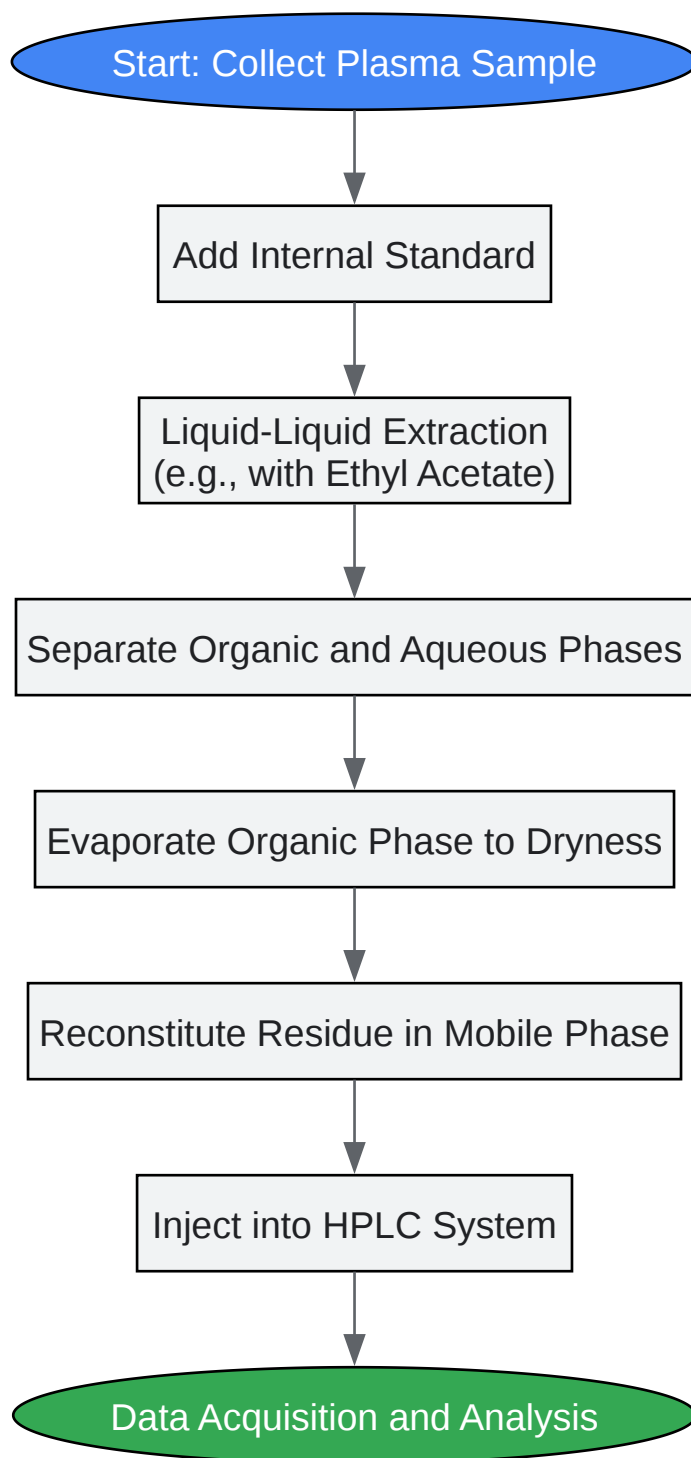 Start: Collect Plasma Sample
Add Internal Standard
Liquid-Liquid Extraction
(e.g., with Ethyl Acetate)
Separate Organic and Aqueous Phases
Evaporate Organic Phase to Dryness
Reconstitute Residue in Mobile Phase
Inject into HPLC System
Data Acquisition and Analysis